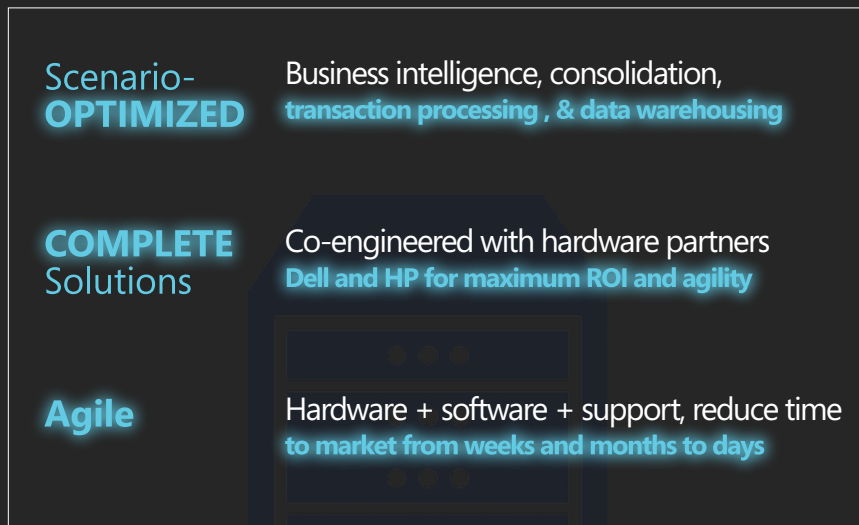 Scenario-
OPTIMIZED
Business intelligence, consolidation,
transaction processing , & data warehousing
COMPLETE
Solutions
Co-engineered with hardware partners
Dell and HP for maximum ROI and agility
Agile
Hardware + software + support, reduce time
to market from weeks and months to days